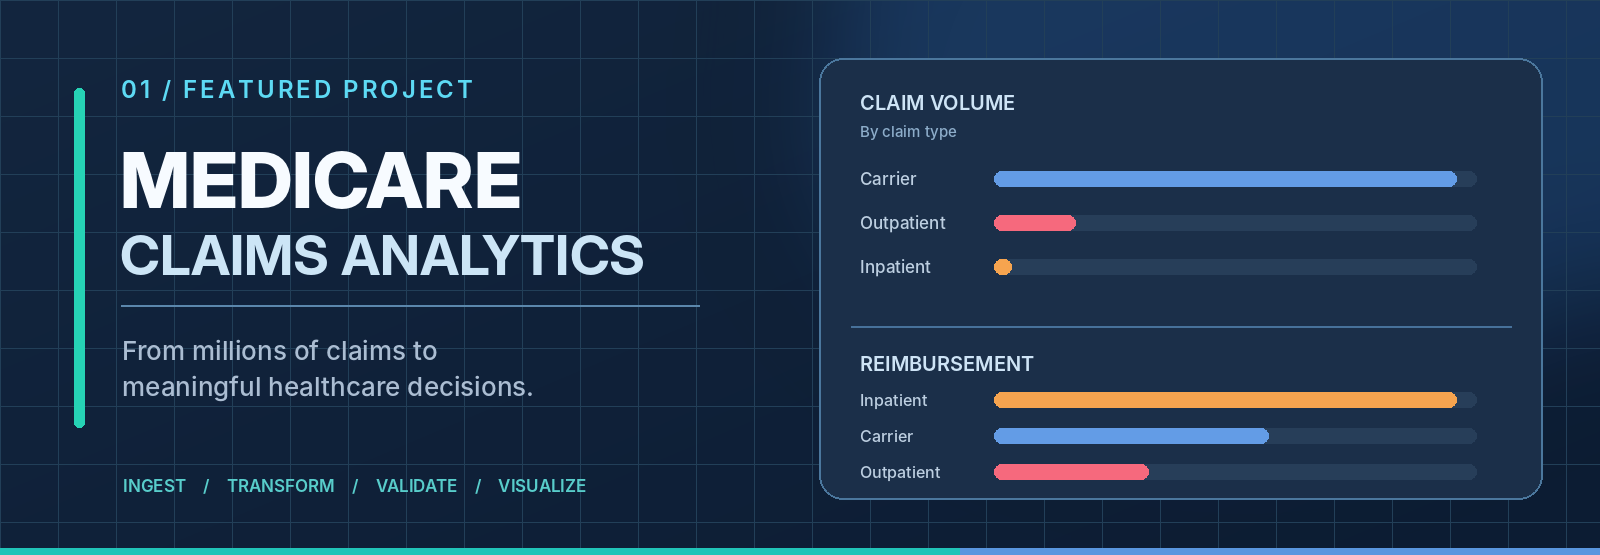 01 / FEATURED PROJECT
MEDICARE
CLAIMS ANALYTICS
From millions of claims to
meaningful healthcare decisions.
INGEST / TRANSFORM / VALIDATE / VISUALIZE
CLAIM VOLUME
By claim type
Carrier
Outpatient
Inpatient
REIMBURSEMENT
Inpatient
Carrier
Outpatient